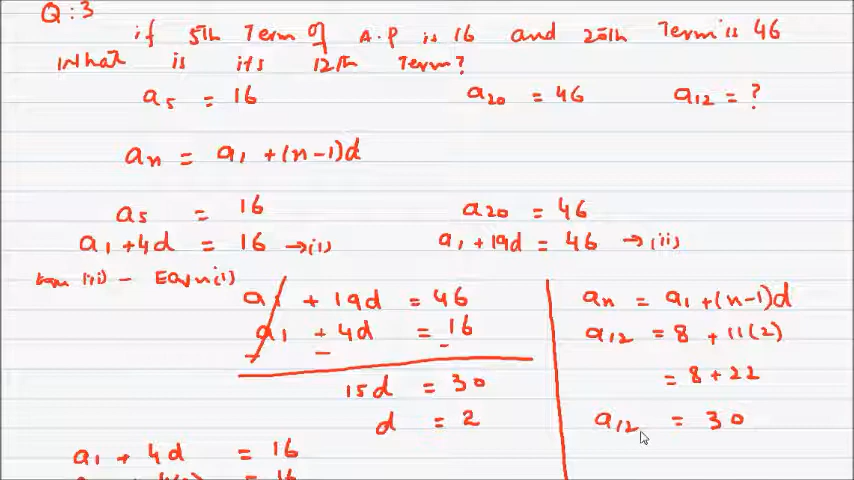 Q:3
if 5th Term of A.P is 16 and 20th Term is 46
What is its 12th Term?
a₅ = 16 a₂₀ = 46 a₁₂ = ?
aₙ = a₁ + (n-1)d
a₅ = 16 a₂₀ = 46
a₁ + 4d = 16 → (i) a₁ + 19d = 46 → (ii)
Eqn (ii) - Eqn (i)
a₁ + 19d = 46
a₁ + 4d = 16
- - -
15d = 30
d = 2
a₁ + 4d = 16
= 16
aₙ = a₁ + (n-1)d
a₁₂ = 8 + 11(2)
= 8 + 22
a₁₂ = 30